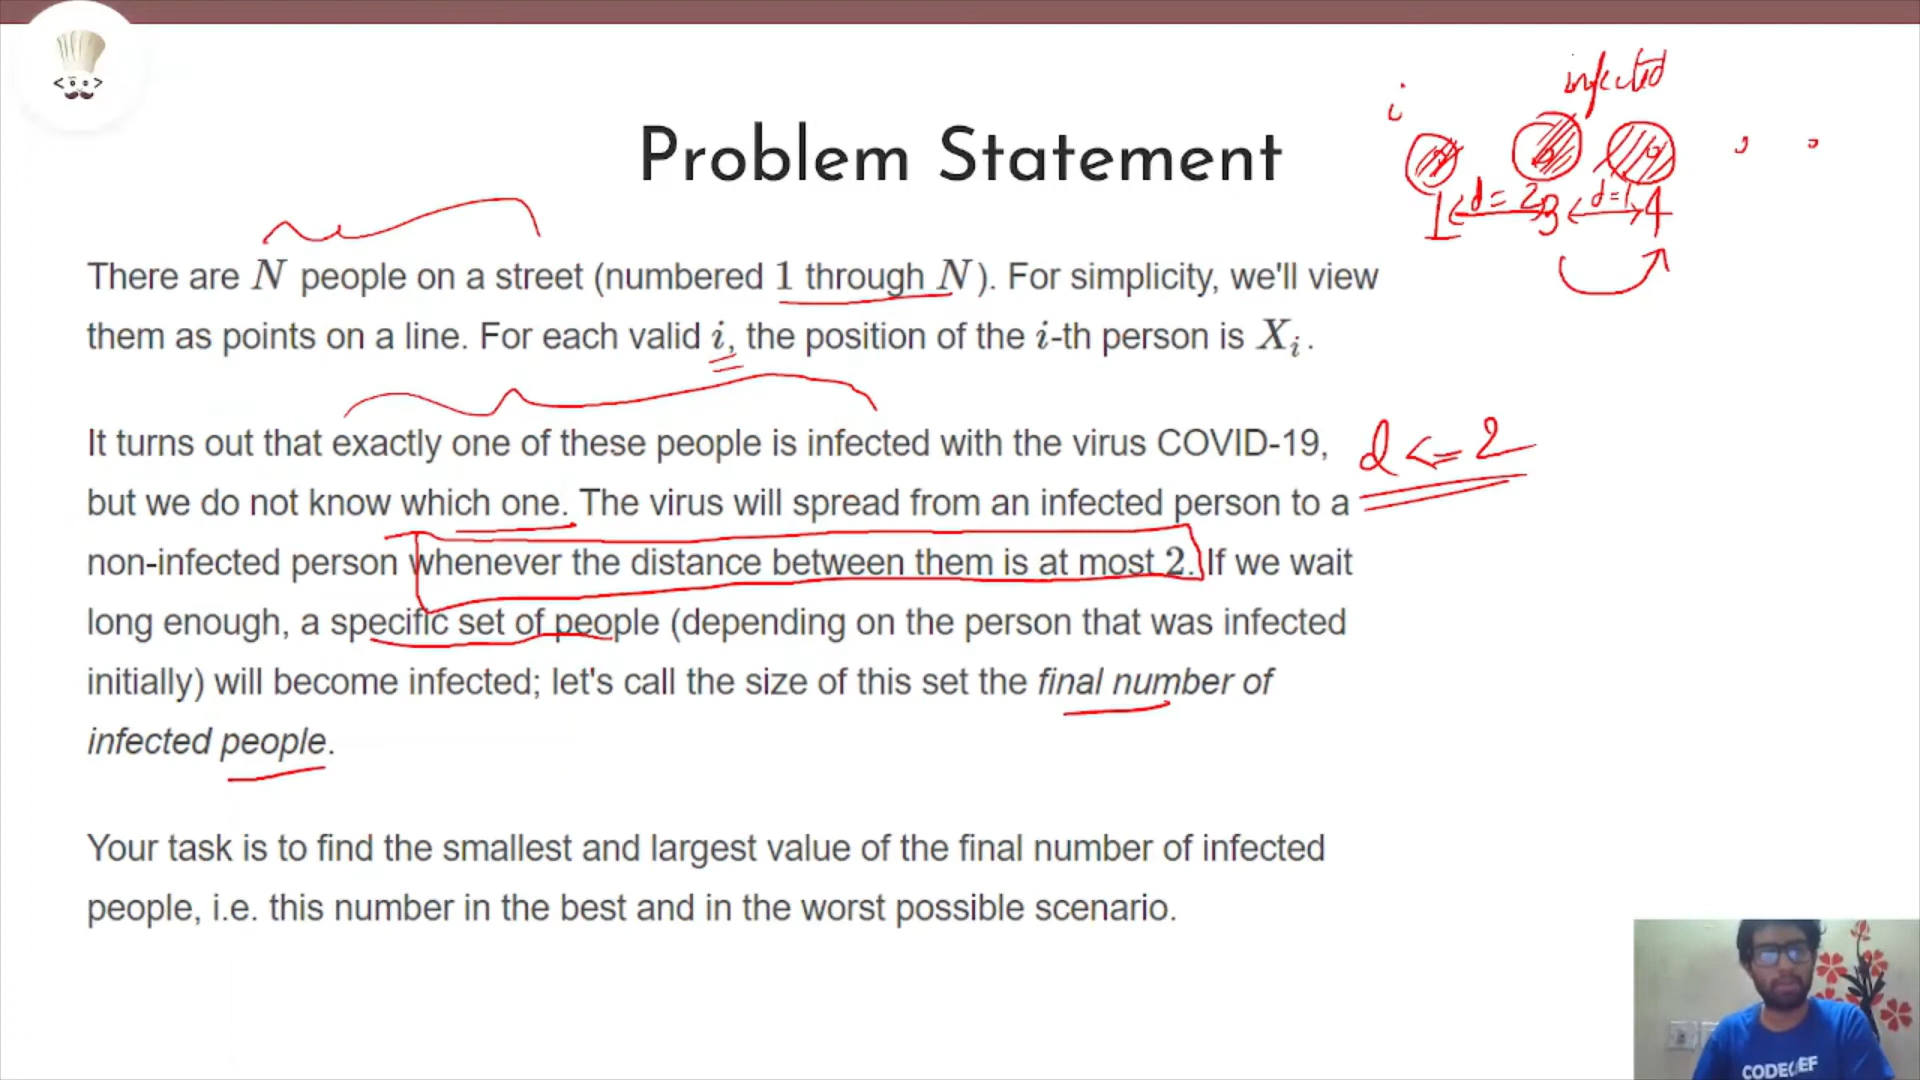 Problem Statement
There are N people on a street (numbered 1 through N). For simplicity, we'll view
them as points on a line. For each valid i, the position of the i-th person is Xi.
It turns out that exactly one of these people is infected with the virus COVID-19,
but we do not know which one. The virus will spread from an infected person to a
non-infected person whenever the distance between them is at most 2. If we wait
long enough, a specific set of people (depending on the person that was infected
initially) will become infected; let's call the size of this set the final number of
infected people.
Your task is to find the smallest and largest value of the final number of infected
people, i.e. this number in the best and in the worst possible scenario.
infected
i
1 d=2 3 d=1 4
d<=2
CODECHEF